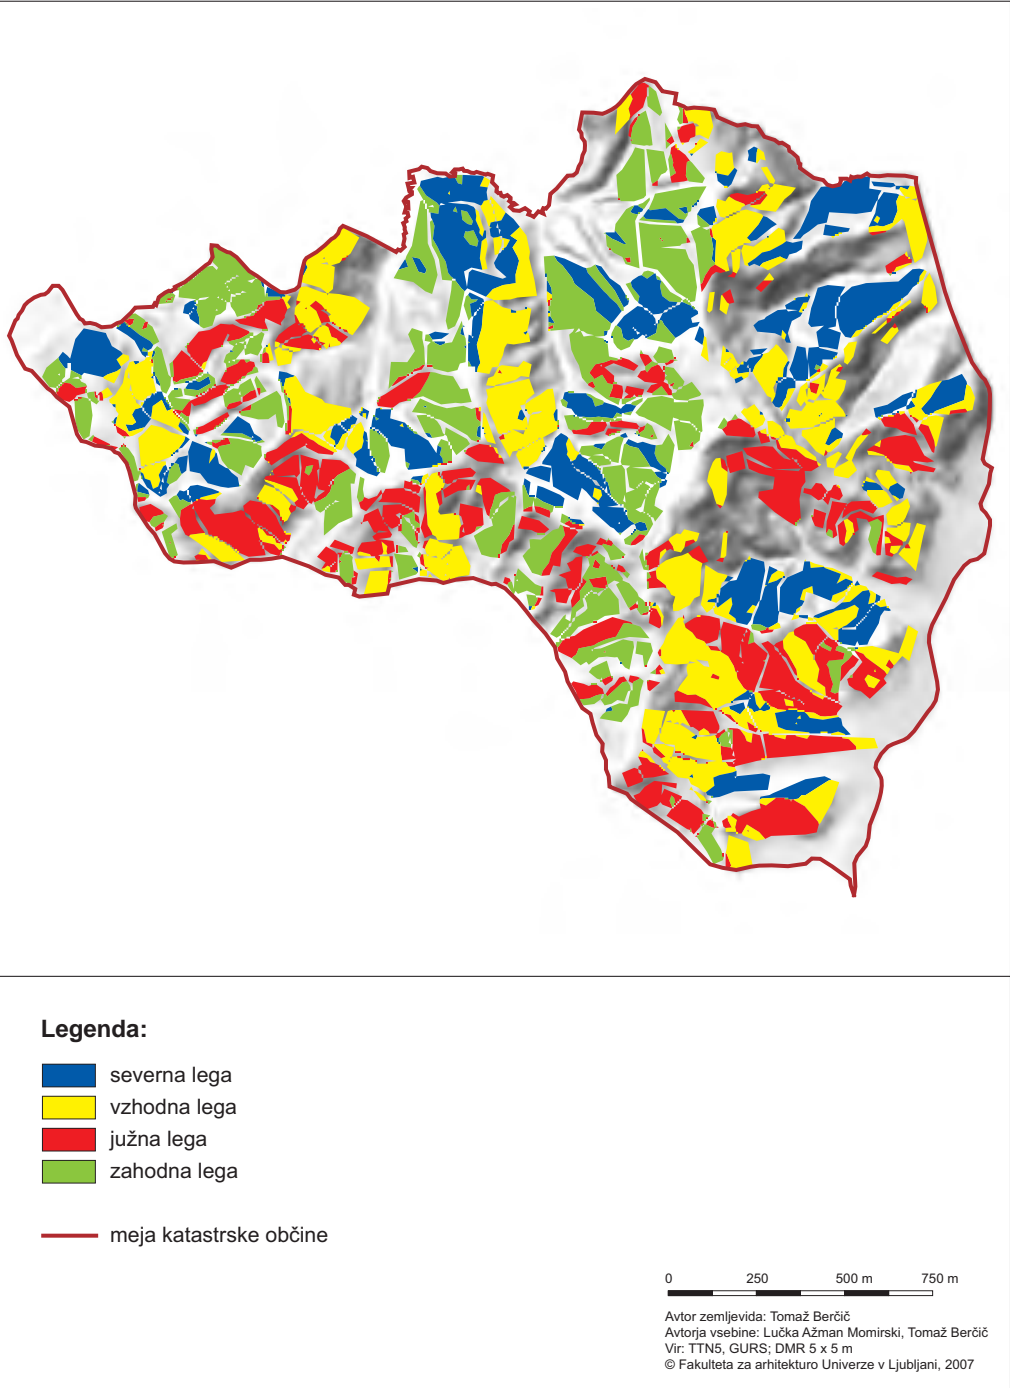 Legenda:
severna lega
vzhodna lega
južna lega
zahodna lega
meja katastrske občine
0 250 500 m 750 m
Avtor zemljevida: Tomaž Berčič
Avtorja vsebine: Lučka Ažman Momirski, Tomaž Berčič
Vir: TTN5, GURS; DMR 5 x 5 m
© Fakulteta za arhitekturo Univerze v Ljubljani, 2007